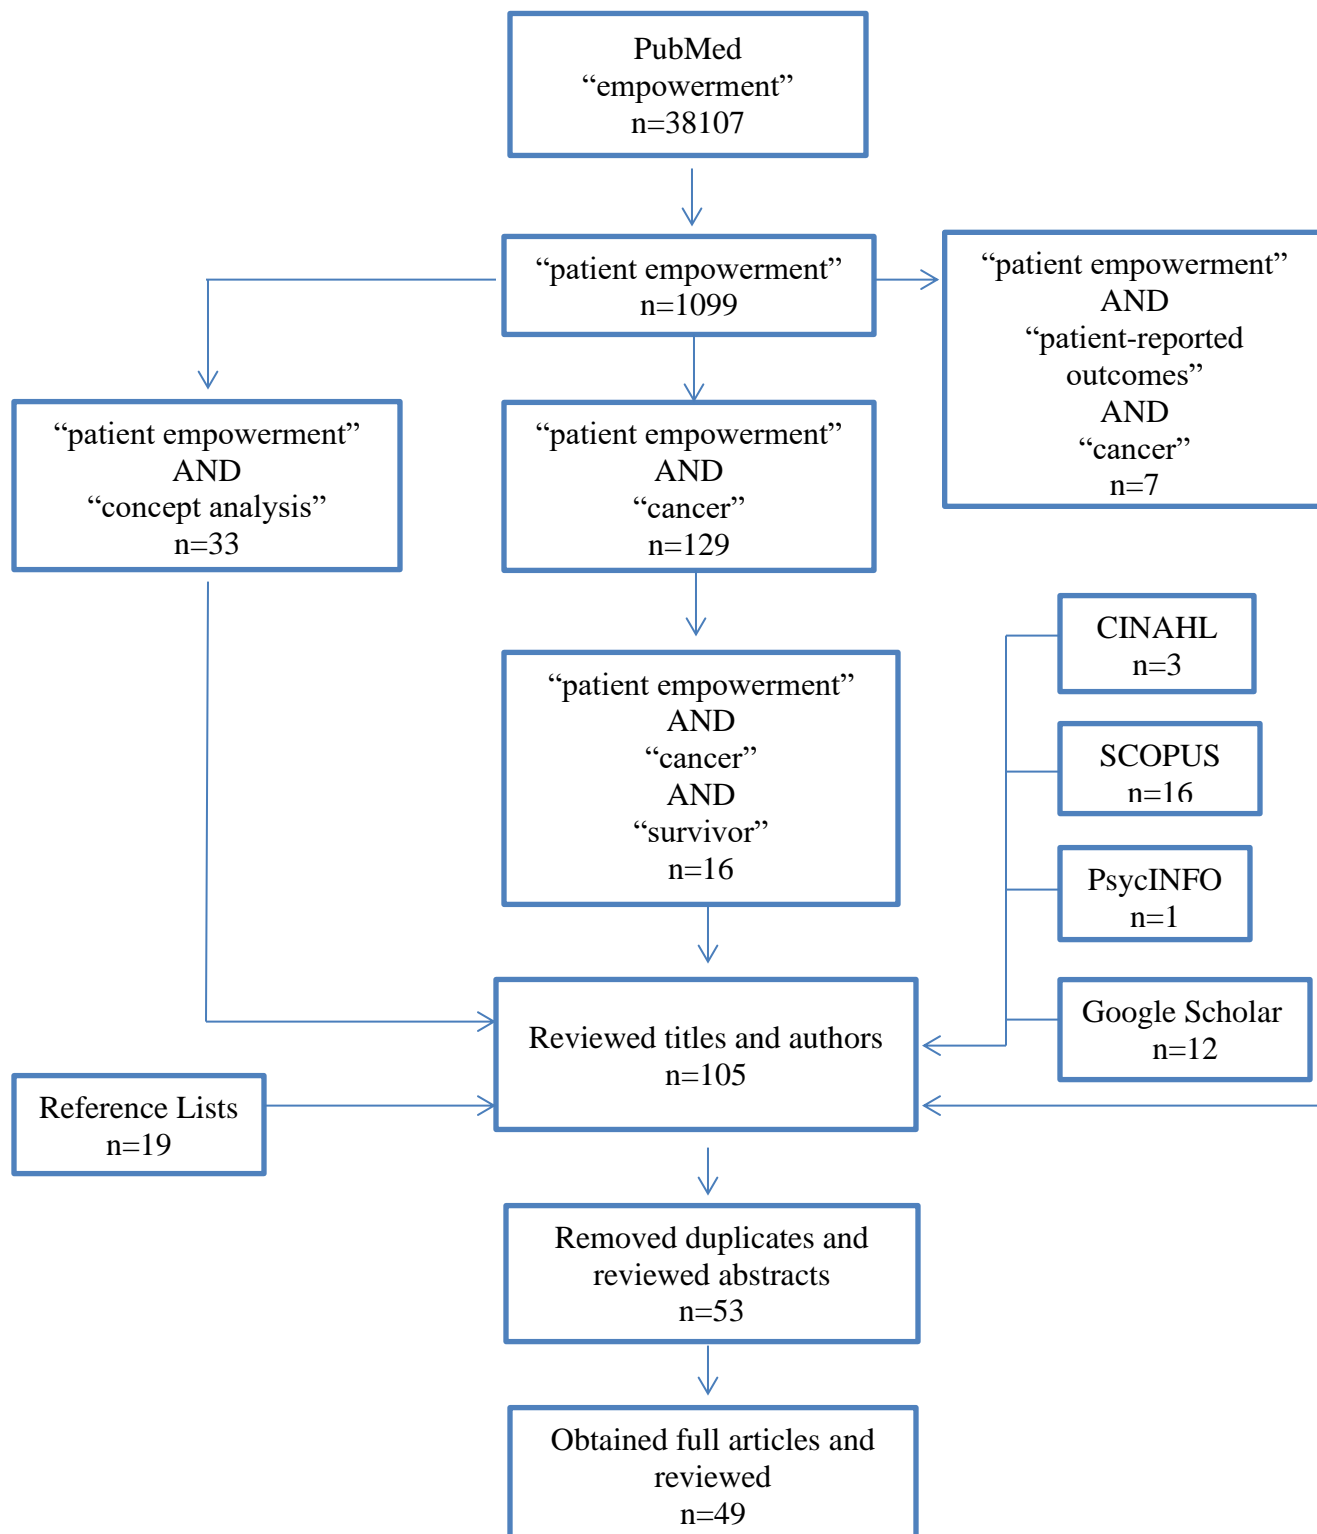 PubMed
“empowerment”
n=38107
“patient empowerment”
n=1099
“patient empowerment”
AND
“patient-reported
outcomes”
AND
“cancer”
n=7
“patient empowerment”
AND
“concept analysis”
n=33
“patient empowerment”
AND
“cancer”
n=129
“patient empowerment”
AND
“cancer”
AND
“survivor”
n=16
CINAHL
n=3
SCOPUS
n=16
PsycINFO
n=1
Google Scholar
n=12
Reviewed titles and authors
n=105
Reference Lists
n=19
Removed duplicates and
reviewed abstracts
n=53
Obtained full articles and
reviewed
n=49